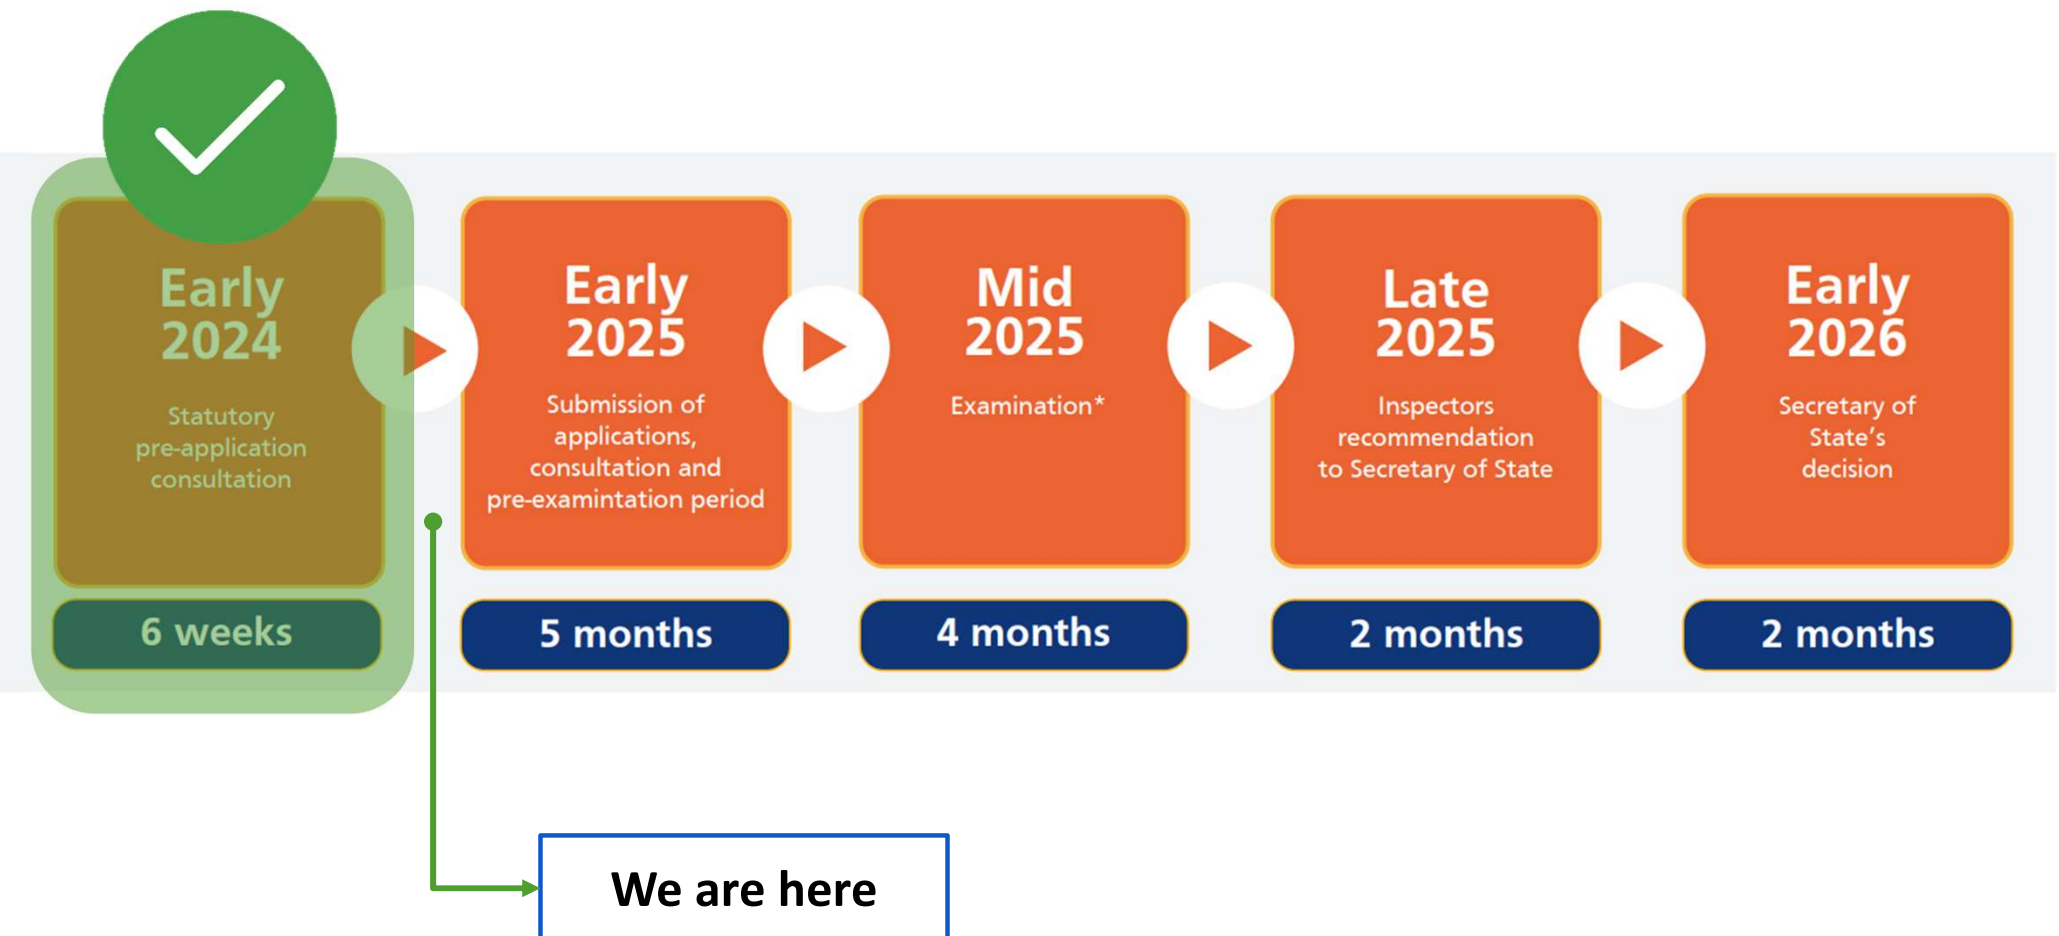 Early
2024
Statutory
pre-application
consultation
6 weeks
Early
2025
Submission of
applications,
consultation and
pre-examintation period
5 months
Mid
2025
Examination*
4 months
Late
2025
Inspectors
recommendation
to Secretary of State
2 months
Early
2026
Secretary of
State’s
decision
2 months
We are here